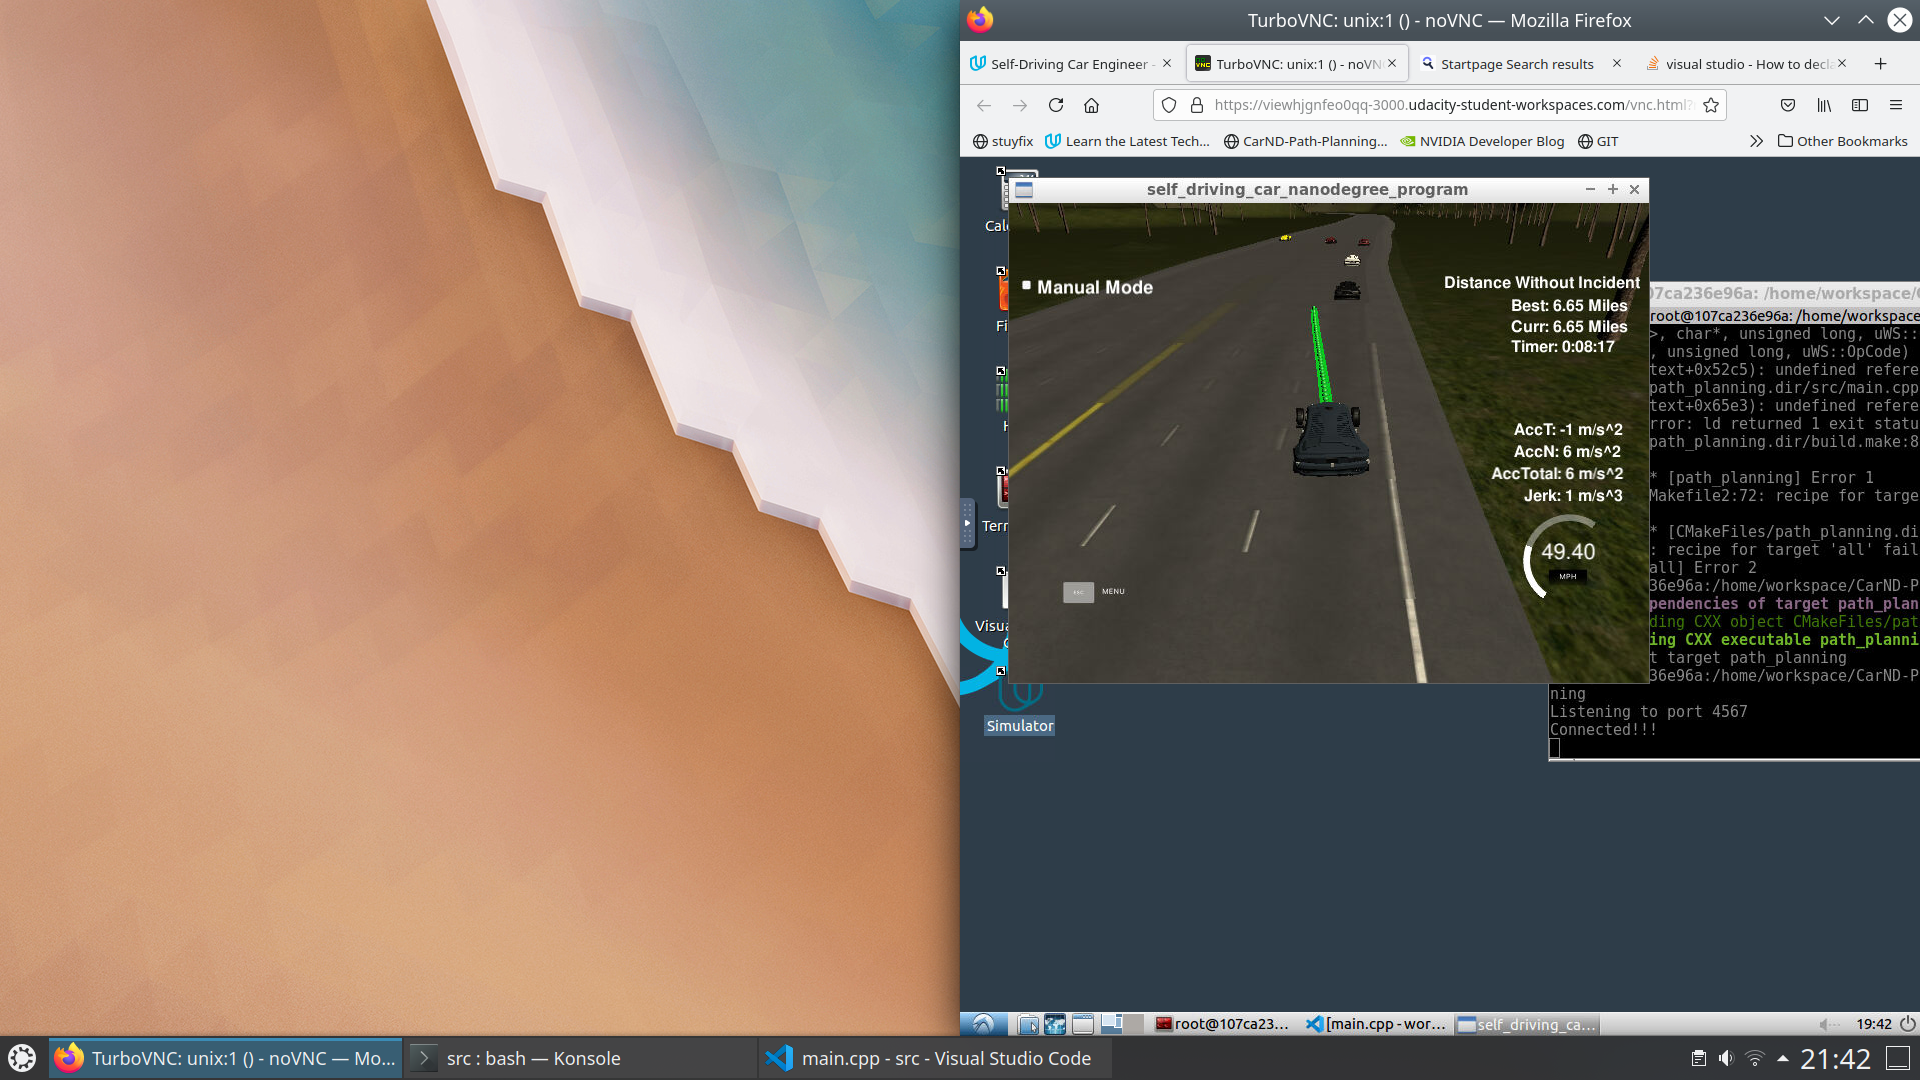 TurboVNC: unix:1 () - noVNC — Mozilla Firefox
Self-Driving Car Engineer -
TurboVNC: unix:1 () - noVN
Startpage Search results
visual studio - How to decla
https://viewhjgnfeo0qq-3000.udacity-student-workspaces.com/vnc.html?
stuyfix
Learn the Latest Tech...
CarND-Path-Planning...
NVIDIA Developer Blog
GIT
Other Bookmarks
self_driving_car_nanodegree_program
Manual Mode
Distance Without Incident
Best: 6.65 Miles
Curr: 6.65 Miles
Timer: 0:08:17
AccT: -1 m/s^2
AccN: 6 m/s^2
AccTotal: 6 m/s^2
Jerk: 1 m/s^3
49.40
MPH
ESC MENU
Simulator
07ca236e96a: /home/workspace/C
root@107ca236e96a: /home/workspace
>, char*, unsigned long, uWS::
, unsigned long, uWS::OpCode)
text+0x52c5): undefined refere
path_planning.dir/src/main.cpp
text+0x65e3): undefined refere
rror: ld returned 1 exit statu
path_planning.dir/build.make:8
* [path_planning] Error 1
Makefile2:72: recipe for targe
* [CMakeFiles/path_planning.di
: recipe for target 'all' fail
all] Error 2
36e96a:/home/workspace/CarND-P
pendencies of target path_plan
ding CXX object CMakeFiles/pat
ing CXX executable path_planni
t target path_planning
36e96a:/home/workspace/CarND-P
ning
Listening to port 4567
Connected!!!
root@107ca23...
[main.cpp - wor...
self_driving_ca...
19:42
TurboVNC: unix:1 () - noVNC — Mo...
src : bash — Konsole
main.cpp - src - Visual Studio Code
21:42